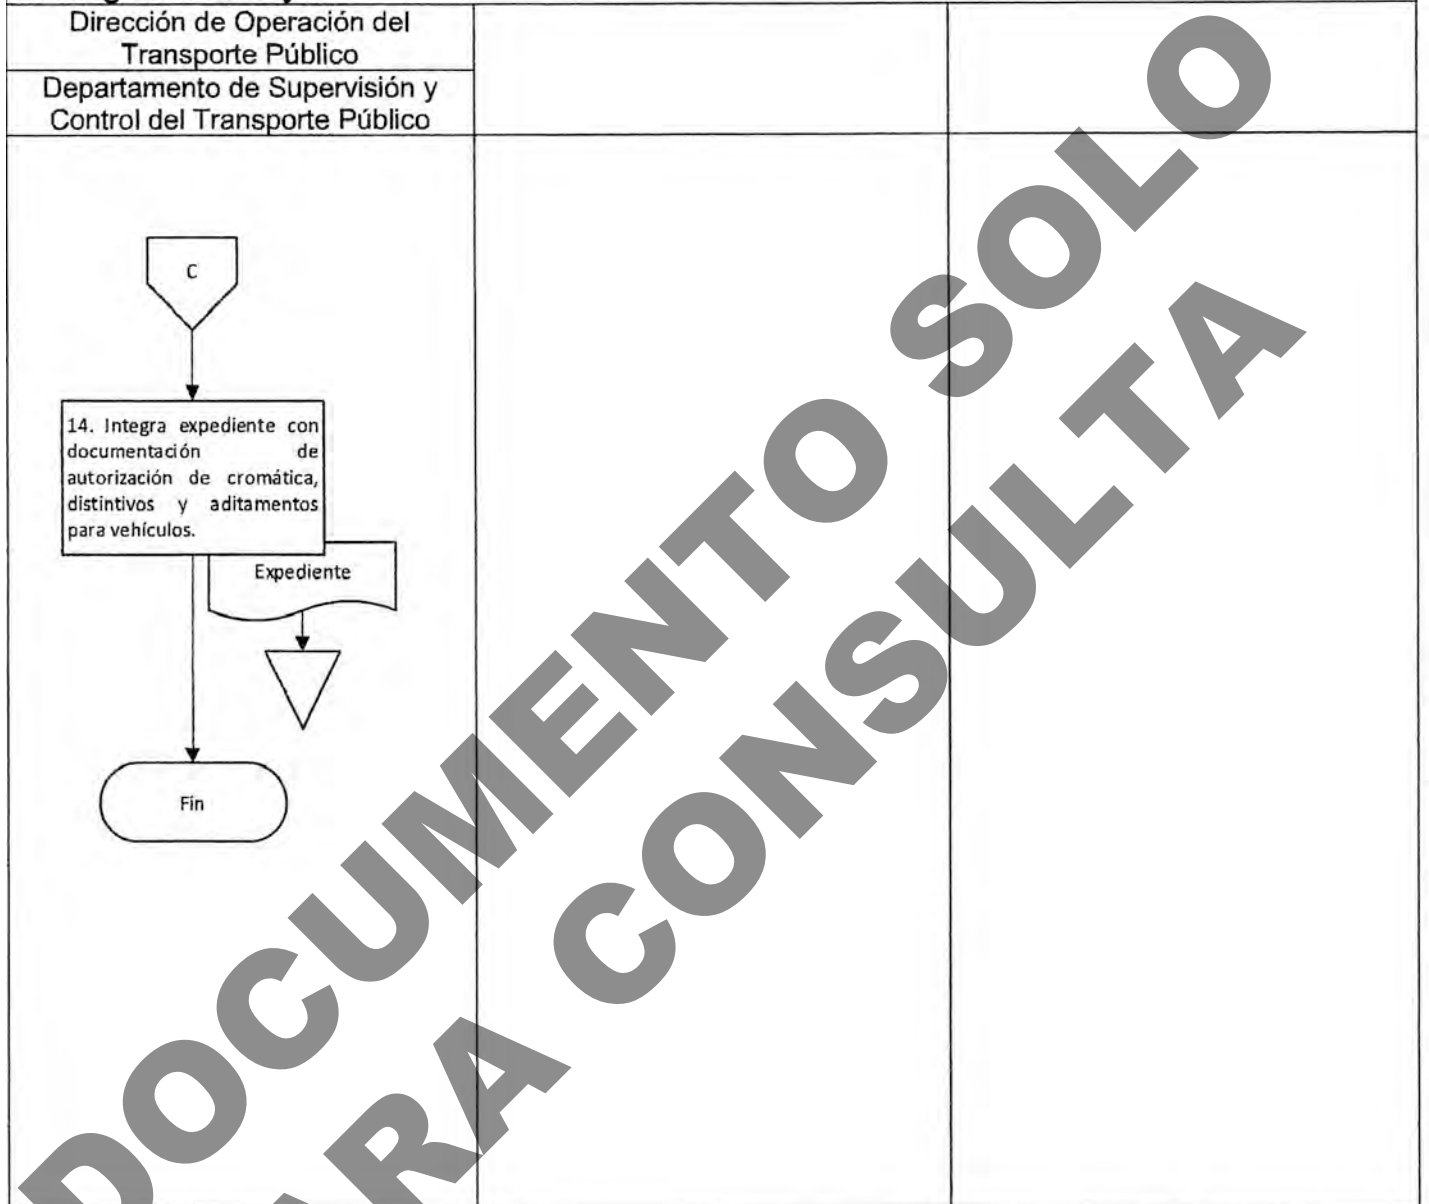 Dirección de Operación del
Transporte Público
Departamento de Supervisión y
Control del Transporte Público
C
14. Integra expediente con
documentación de
autorización de cromática,
distintivos y aditamentos
para vehículos.
Expediente
Fin
DOCUMENTO SOLO
PARA CONSULTA